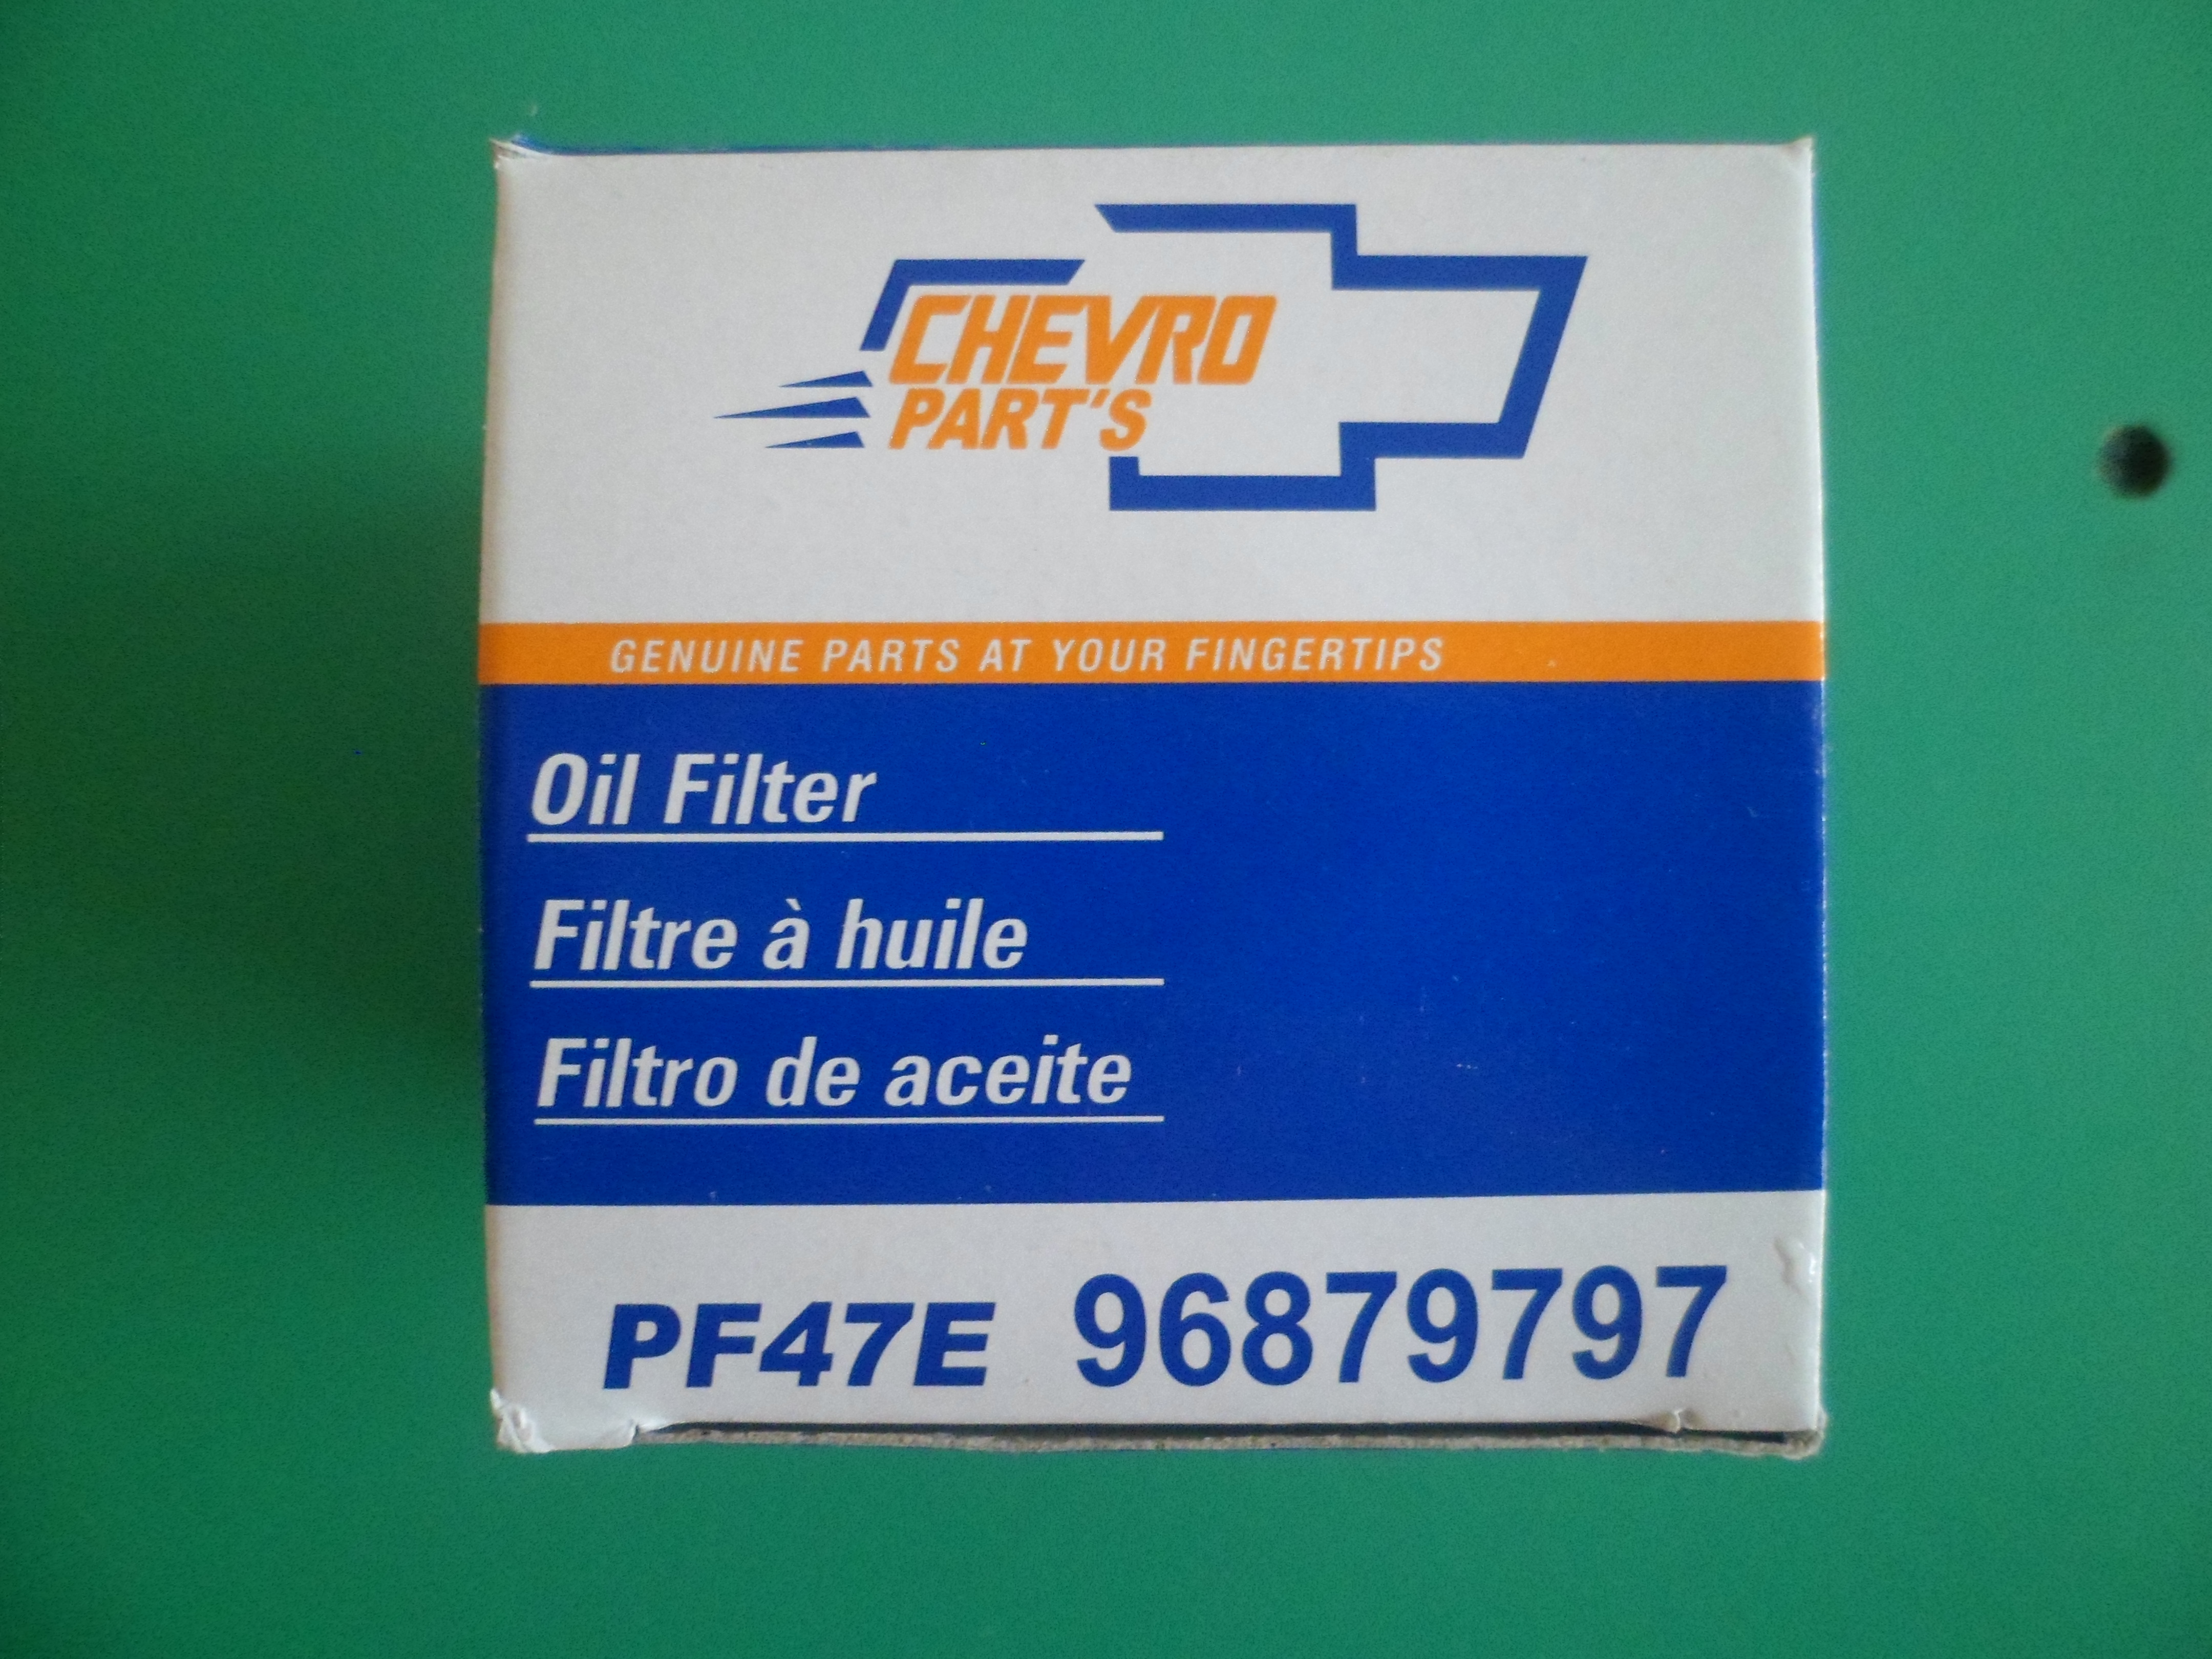 CHEVRO
PART'S
GENUINE PARTS AT YOUR FINGERTIPS
Oil Filter
Filtre à huile
Filtro de aceite
PF47E 96879797